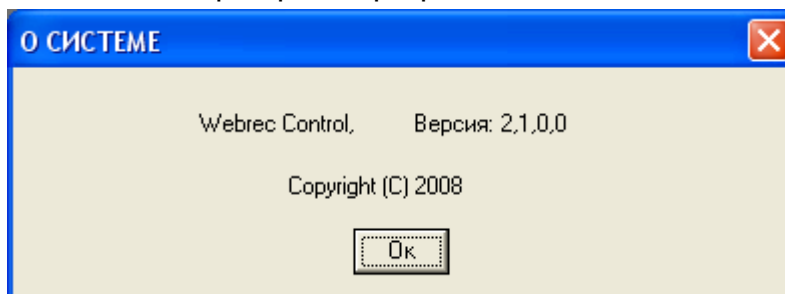 О СИСТЕМЕ
Webrec Control, Версия: 2,1,0,0
Copyright (C) 2008
Ок